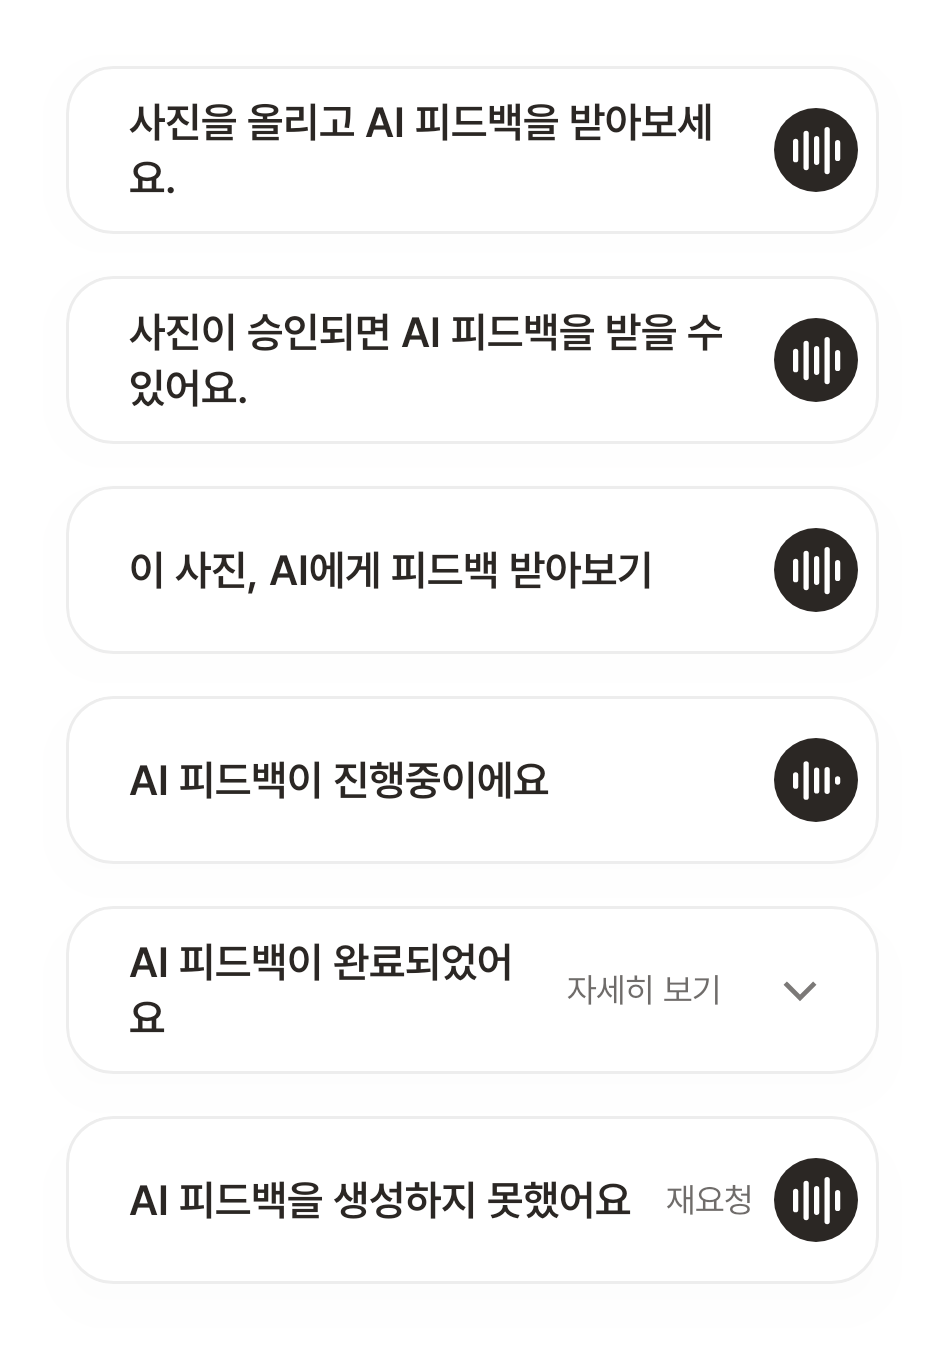 사진을 올리고 AI 피드백을 받아보세
요.
사진이 승인되면 AI 피드백을 받을 수
있어요.
이 사진, AI에게 피드백 받아보기
AI 피드백이 진행중이에요
AI 피드백이 완료되었어
요
자세히 보기
AI 피드백을 생성하지 못했어요 재요청